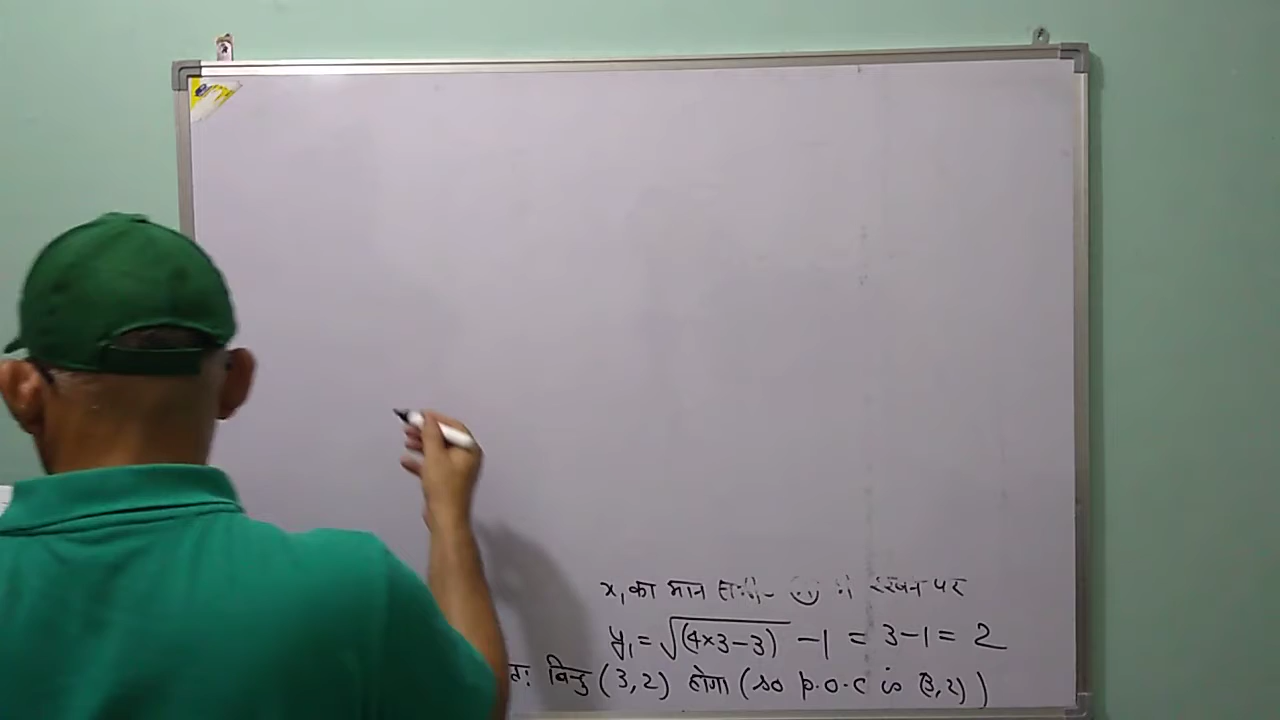 x₁ का मान समी- में रखने पर
y₁ = √(4×3−3) −1 = 3−1 = 2
तः बिन्दु (3,2) होगा (so p.o.c is (3,2))